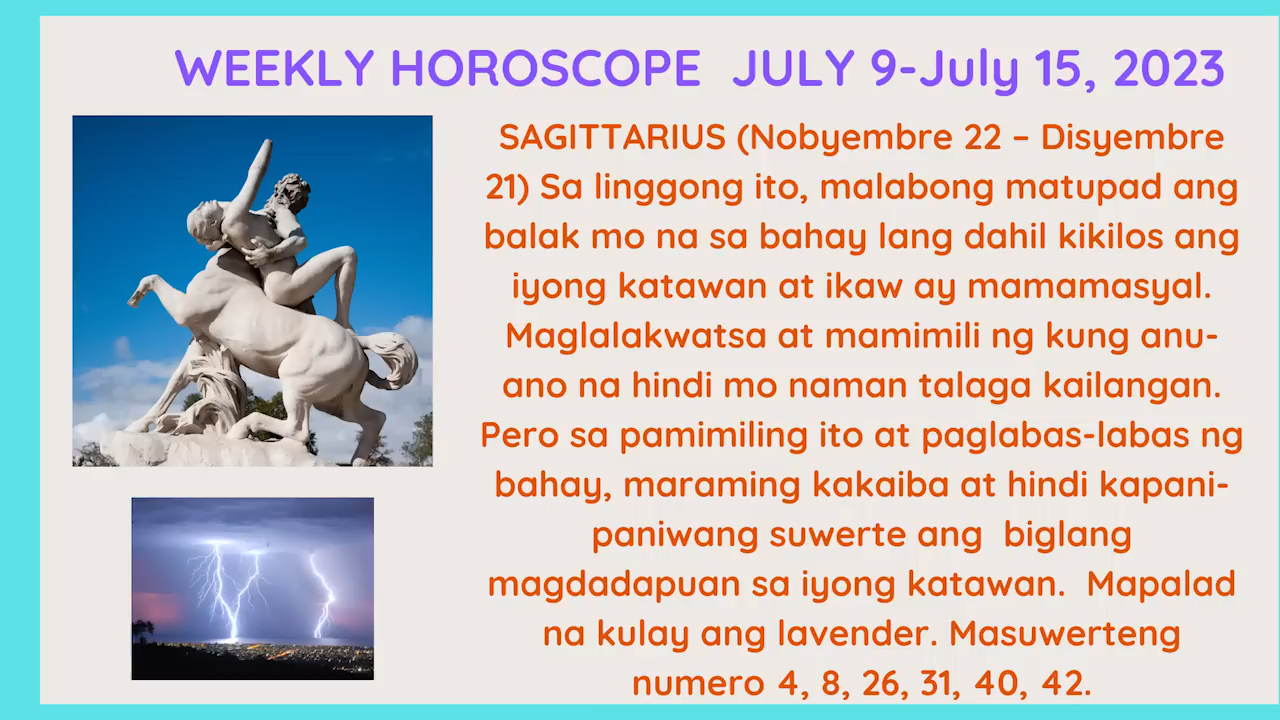 WEEKLY HOROSCOPE JULY 9-July 15, 2023
SAGITTARIUS (Nobyembre 22 – Disyembre
21) Sa linggong ito, malabong matupad ang
balak mo na sa bahay lang dahil kikilos ang
iyong katawan at ikaw ay mamamasyal.
Maglalakwatsa at mamimili ng kung anu-
ano na hindi mo naman talaga kailangan.
Pero sa pamimiling ito at paglabas-labas ng
bahay, maraming kakaiba at hindi kapani-
paniwang suwerte ang biglang
magdadapuan sa iyong katawan. Mapalad
na kulay ang lavender. Masuwerteng
numero 4, 8, 26, 31, 40, 42.